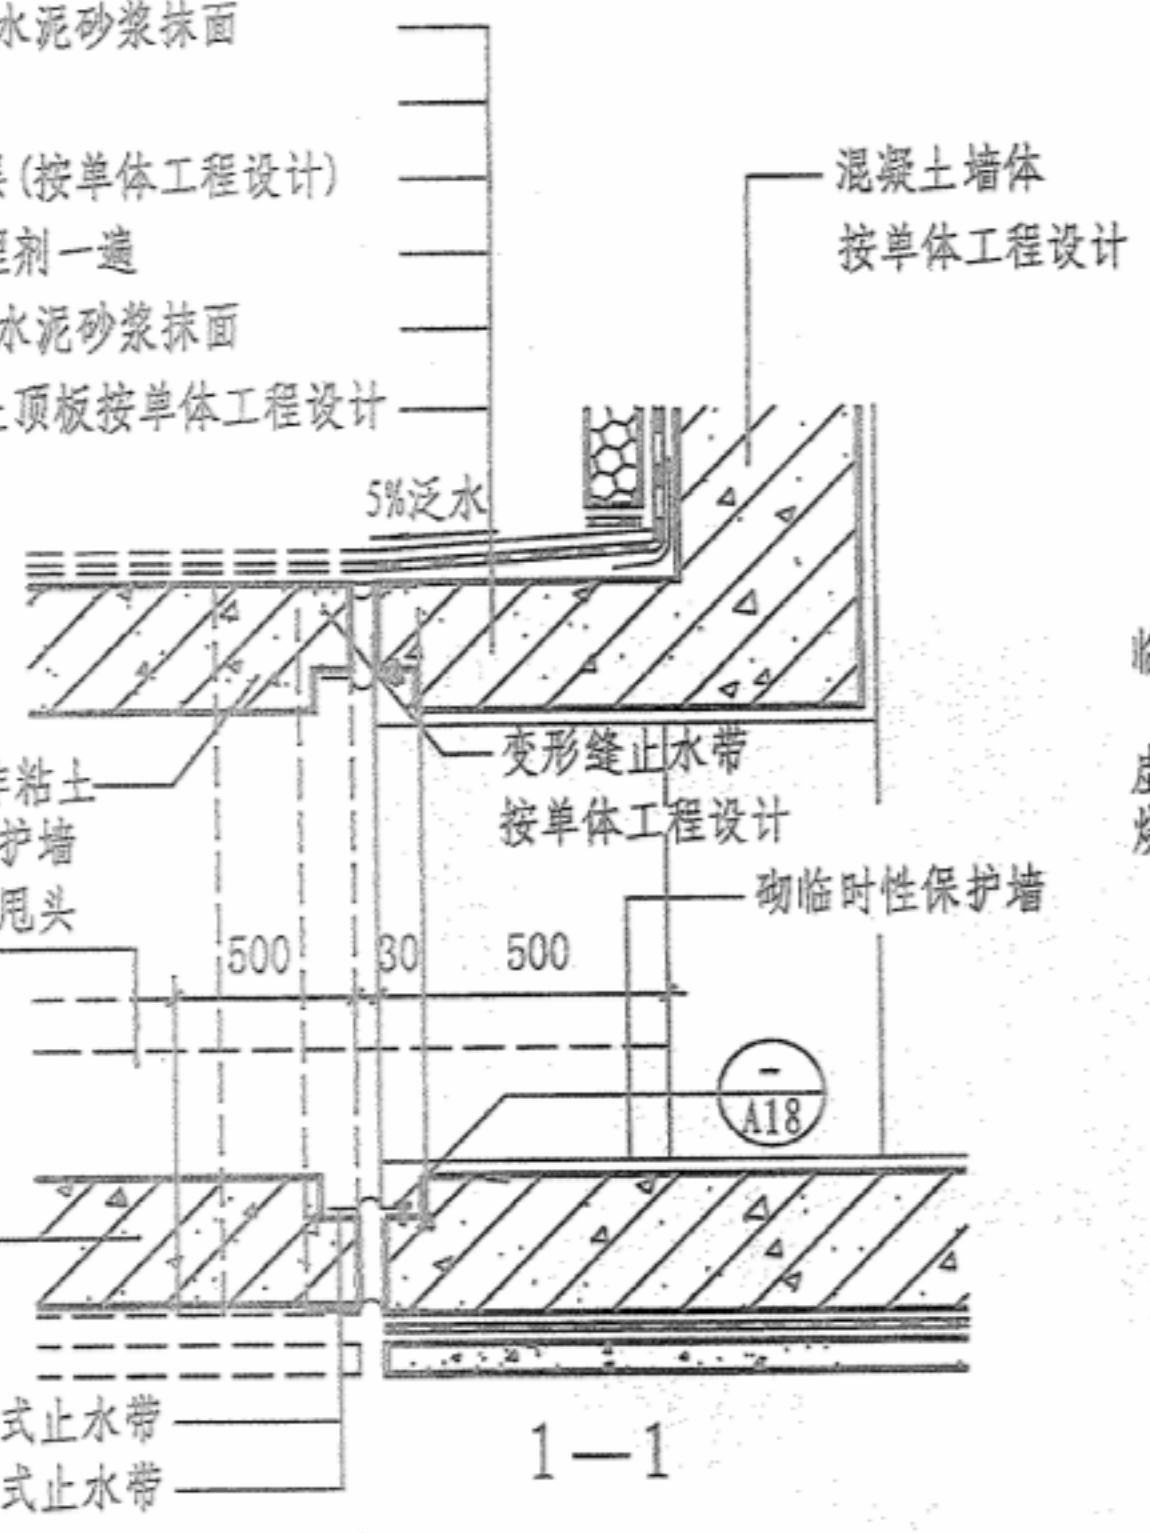 水泥砂浆抹面
(按单体工程设计)
剂一遍
水泥砂浆抹面
顶板按单体工程设计
混凝土墙体
按单体工程设计
5%泛水
粘土
护墙
甩头
变形缝止水带
按单体工程设计
砌临时性保护墙
500
30
500
-
A18
式止水带
式止水带
1—1